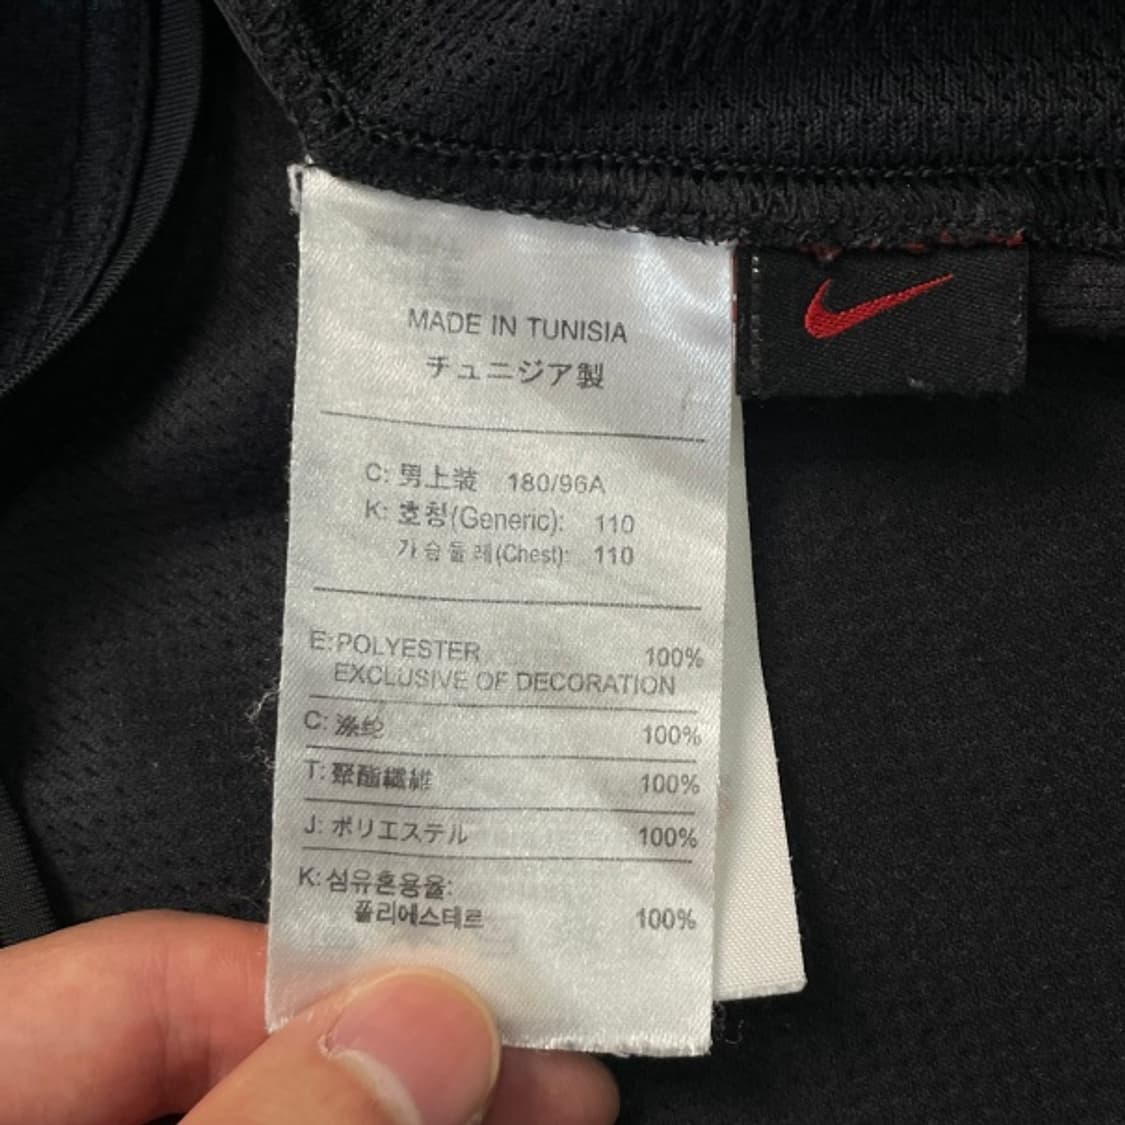 MADE IN TUNISIA
チュニジア製
C: 男上装 180/96A
K: 호칭(Generic): 110
가슴둘레(Chest): 110
E: POLYESTER 100%
EXCLUSIVE OF DECORATION
C: 涤纶 100%
T: 聚酯纖維 100%
J: ポリエステル 100%
K: 섬유혼용율:
폴리에스테르 100%